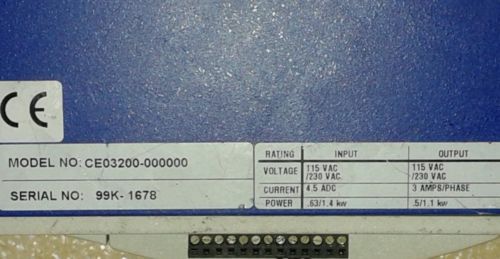 CE
MODEL NO: CE03200-000000
SERIAL NO: 99K-1678
RATING INPUT OUTPUT
VOLTAGE 115 VAC /230 VAC. 115 VAC /230 VAC
CURRENT 4.5 ADC 3 AMPS/PHASE
POWER .63/1.4 kw .5/1.1 kw